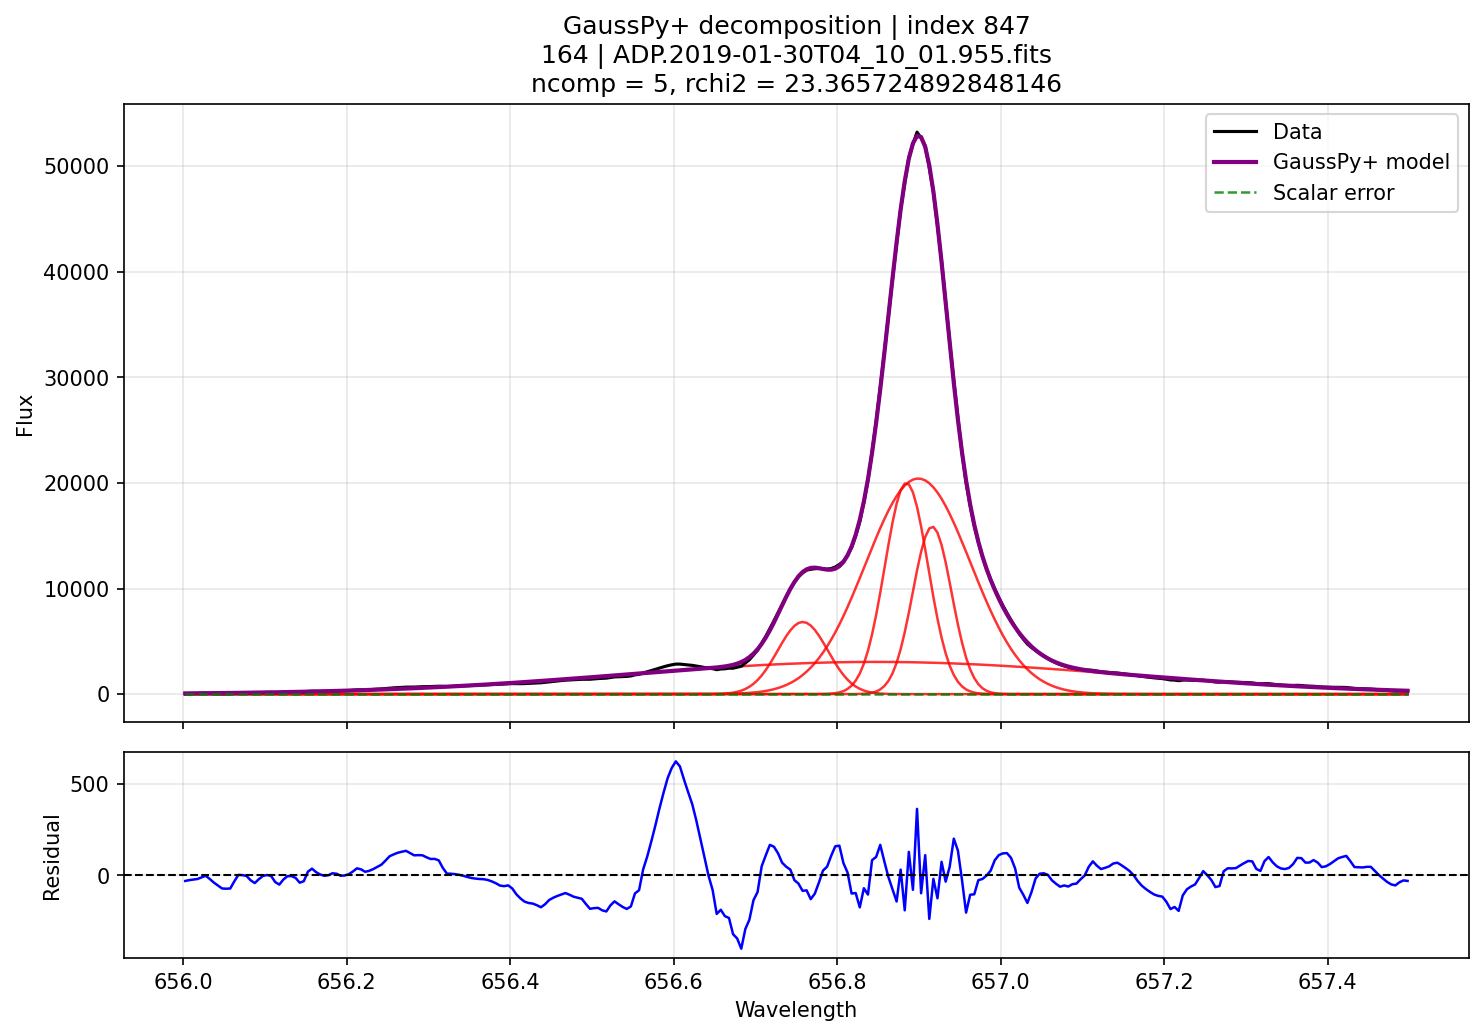 GaussPy+ decomposition | index 847
164 | ADP.2019-01-30T04_10_01.955.fits
ncomp = 5, rchi2 = 23.365724892848146
Data
GaussPy+ model
Scalar error
Flux
50000
40000
30000
20000
10000
0
Residual
500
0
656.0 656.2 656.4 656.6 656.8 657.0 657.2 657.4
Wavelength